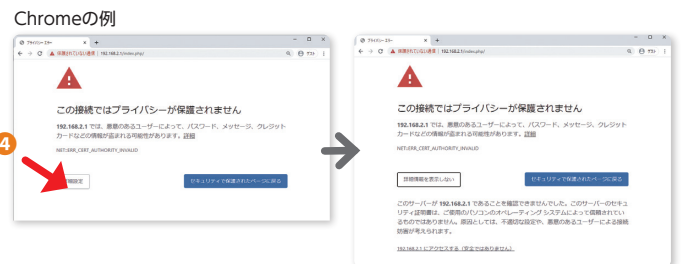 Chromeの例
プライバシー エラー
保護されていない通信 | 192.168.2.1/index.php/
この接続ではプライバシーが保護されません
192.168.2.1 では、悪意のあるユーザーによって、パスワード、メッセージ、クレジット
カードなどの情報が盗まれる可能性があります。詳細
NET::ERR_CERT_AUTHORITY_INVALID
4
セキュリティで保護されたページに戻る
プライバシー エラー
保護されていない通信 | 192.168.2.1/index.php/
この接続ではプライバシーが保護されません
192.168.2.1 では、悪意のあるユーザーによって、パスワード、メッセージ、クレジット
カードなどの情報が盗まれる可能性があります。詳細
NET::ERR_CERT_AUTHORITY_INVALID
詳細情報を表示しない
セキュリティで保護されたページに戻る
このサーバーが 192.168.2.1 であることを確認できませんでした。このサーバーのセキュ
リティ証明書は、ご使用のパソコンのオペレーティング システムによって信頼されてい
るものではありません。原因としては、不適切な設定や、悪意のあるユーザーによる接続
妨害が考えられます。
192.168.2.1 にアクセスする（安全ではありません）